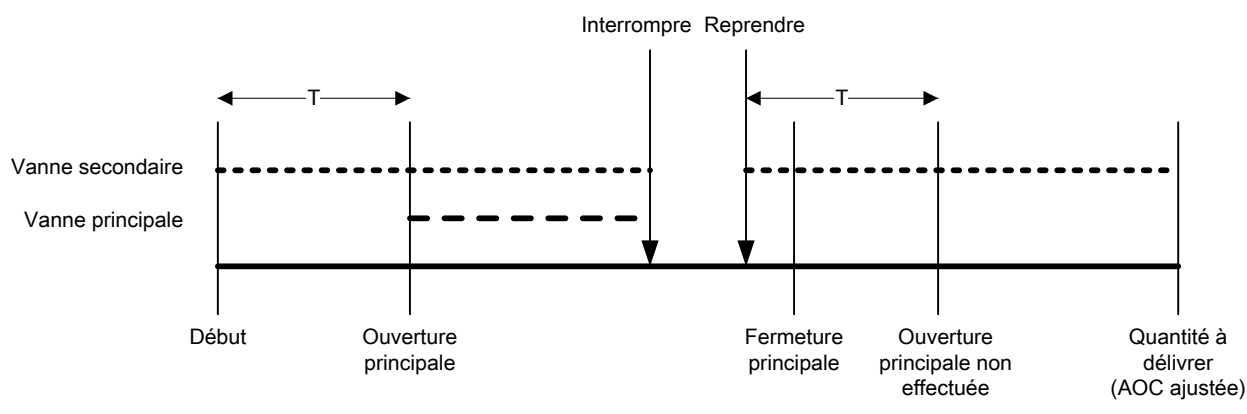 Interrompre Reprendre
T T
Vanne secondaire
Vanne principale
Début
Ouverture
principale
Fermeture
principale
Ouverture
principale non
effectuée
Quantité à
délivrer
(AOC ajustée)